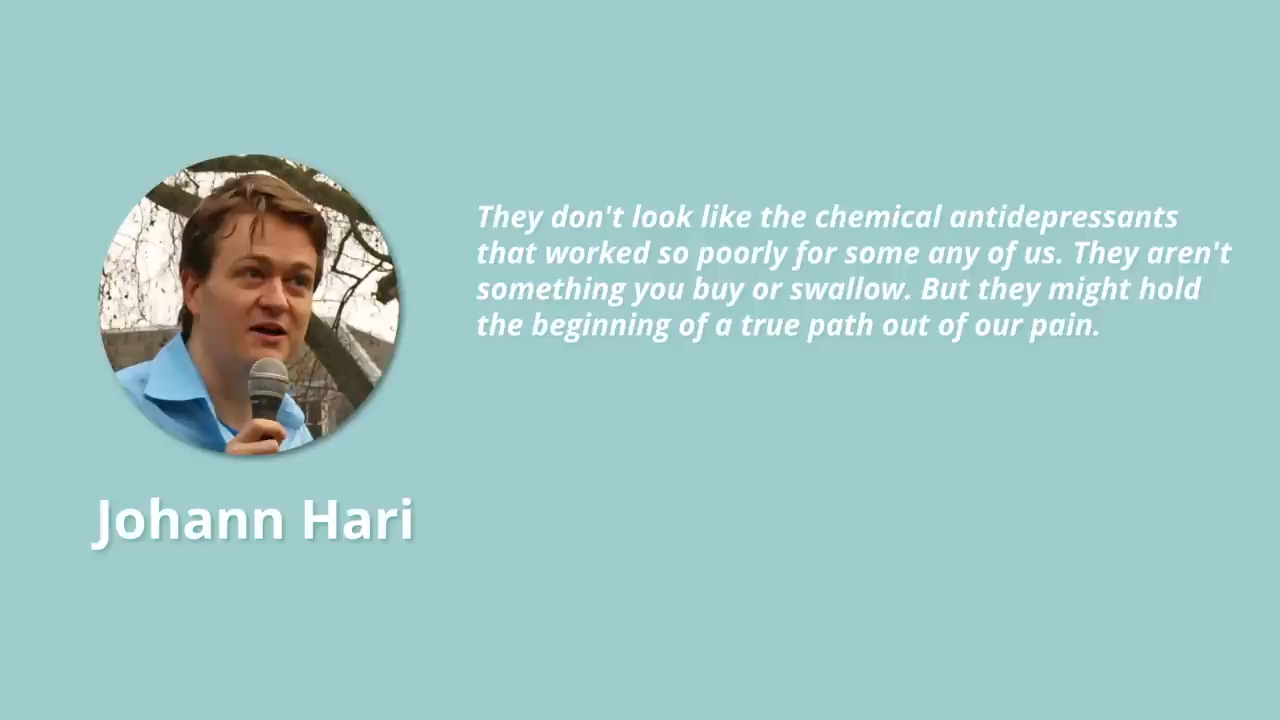 They don't look like the chemical antidepressants
that worked so poorly for some any of us. They aren't
something you buy or swallow. But they might hold
the beginning of a true path out of our pain.
Johann Hari